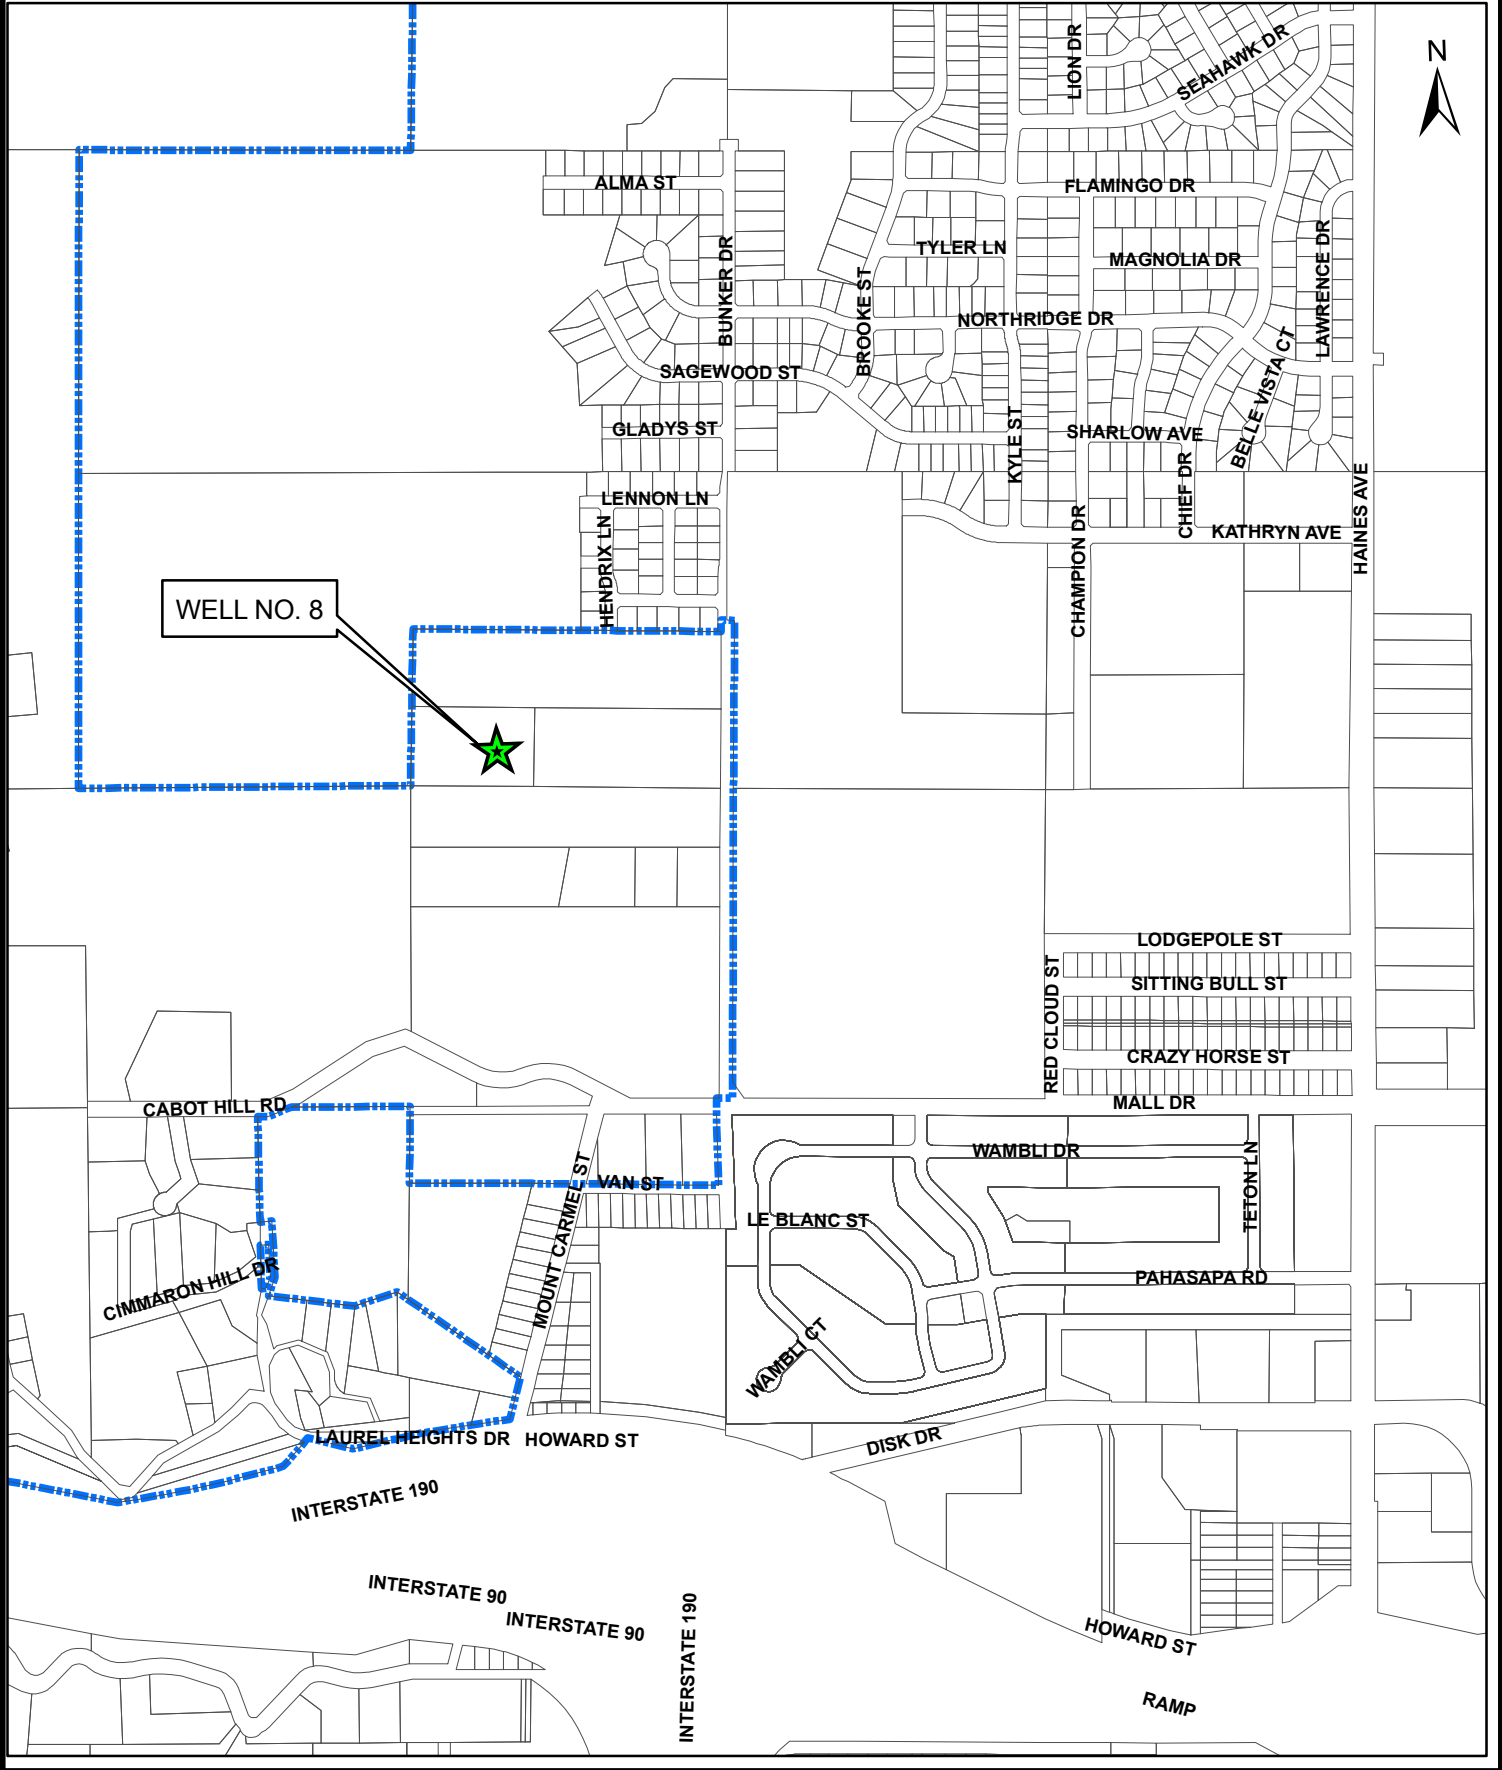 N
LION DR
SEAHAWK DR
ALMA ST
FLAMINGO DR
BUNKER DR
TYLER LN
MAGNOLIA DR
LAWRENCE DR
BROOKE ST
NORTHRIDGE DR
SAGEWOOD ST
BELLE VISTA CT
GLADYS ST
KYLE ST
SHARLOW AVE
LENNON LN
CHIEF DR
HAINES AVE
HENDRIX LN
CHAMPION DR
KATHRYN AVE
WELL NO. 8
LODGEPOLE ST
RED CLOUD ST
SITTING BULL ST
CRAZY HORSE ST
CABOT HILL RD
MALL DR
WAMBLI DR
TETON LN
VAN ST
MOUNT CARMEL ST
LE BLANC ST
CIMMARON HILL DR
PAHASAPA RD
WAMBLI CT
LAUREL HEIGHTS DR
HOWARD ST
DISK DR
INTERSTATE 190
INTERSTATE 90
INTERSTATE 90
INTERSTATE 190
HOWARD ST
RAMP